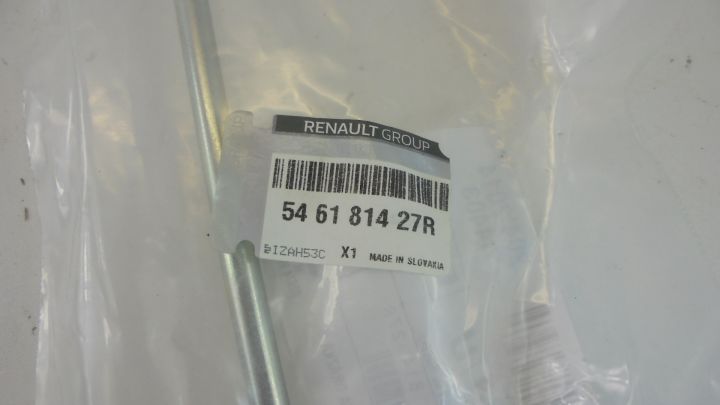 RENAULT GROUP
54 61 814 27R
IZAH53C X1 MADE IN SLOVAKIA